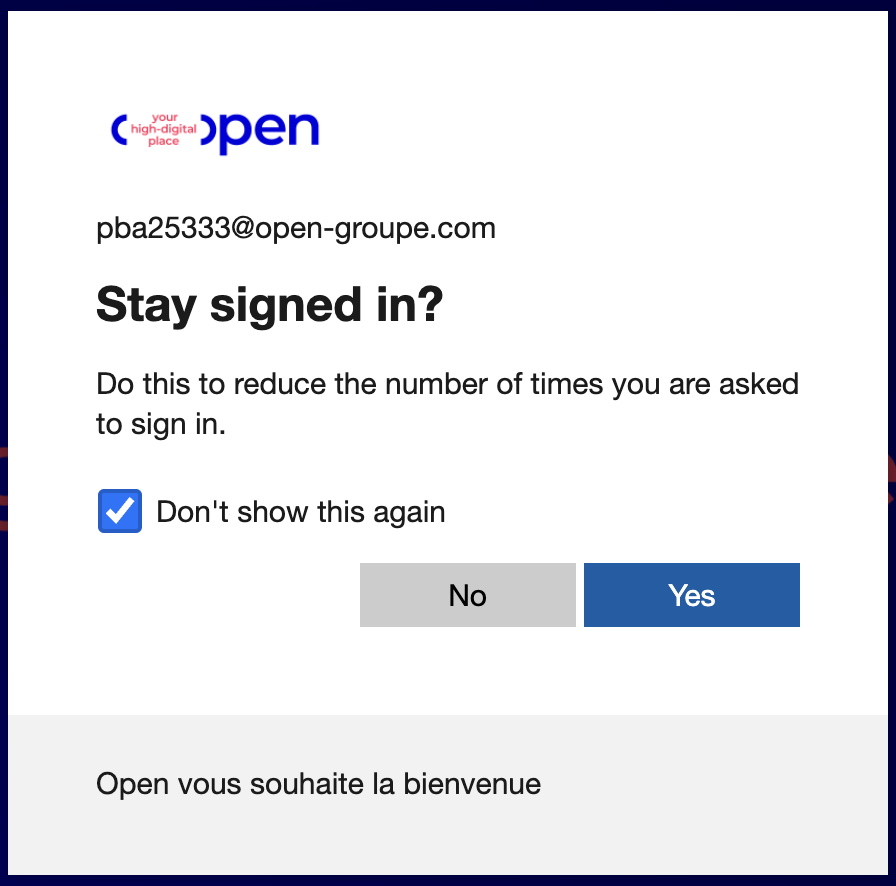 your
high-digital
place
open
pba25333@open-groupe.com
Stay signed in?
Do this to reduce the number of times you are asked
to sign in.
Don't show this again
No
Yes
Open vous souhaite la bienvenue